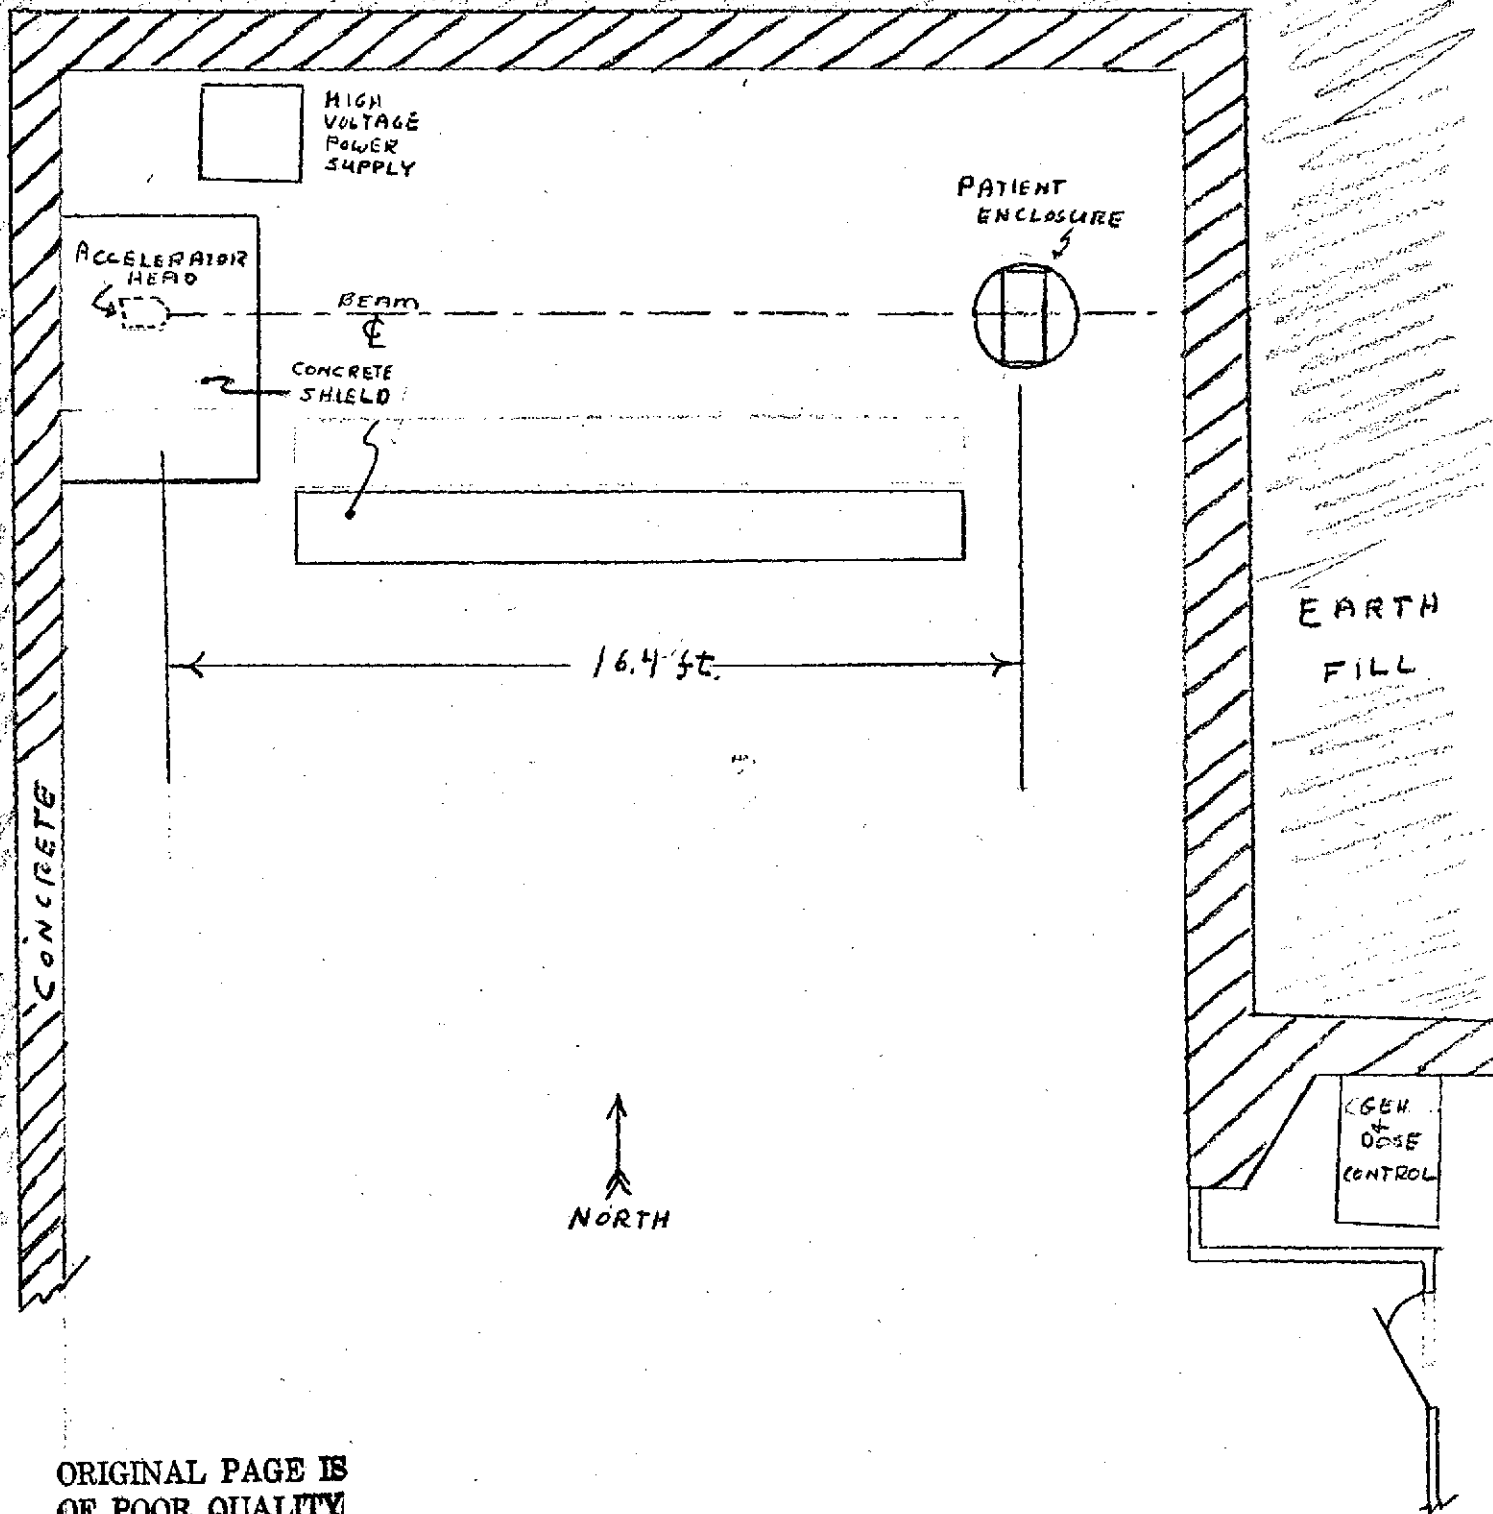 HIGH
VOLTAGE
POWER
SUPPLY
PATIENT
ENCLOSURE
ACCELERATOR
HEAD
BEAM
℄
CONCRETE
SHIELD
EARTH
FILL
16.4 ft.
CONCRETE
GEN
+
DOSE
CONTROL
NORTH
ORIGINAL PAGE IS
OF POOR QUALITY